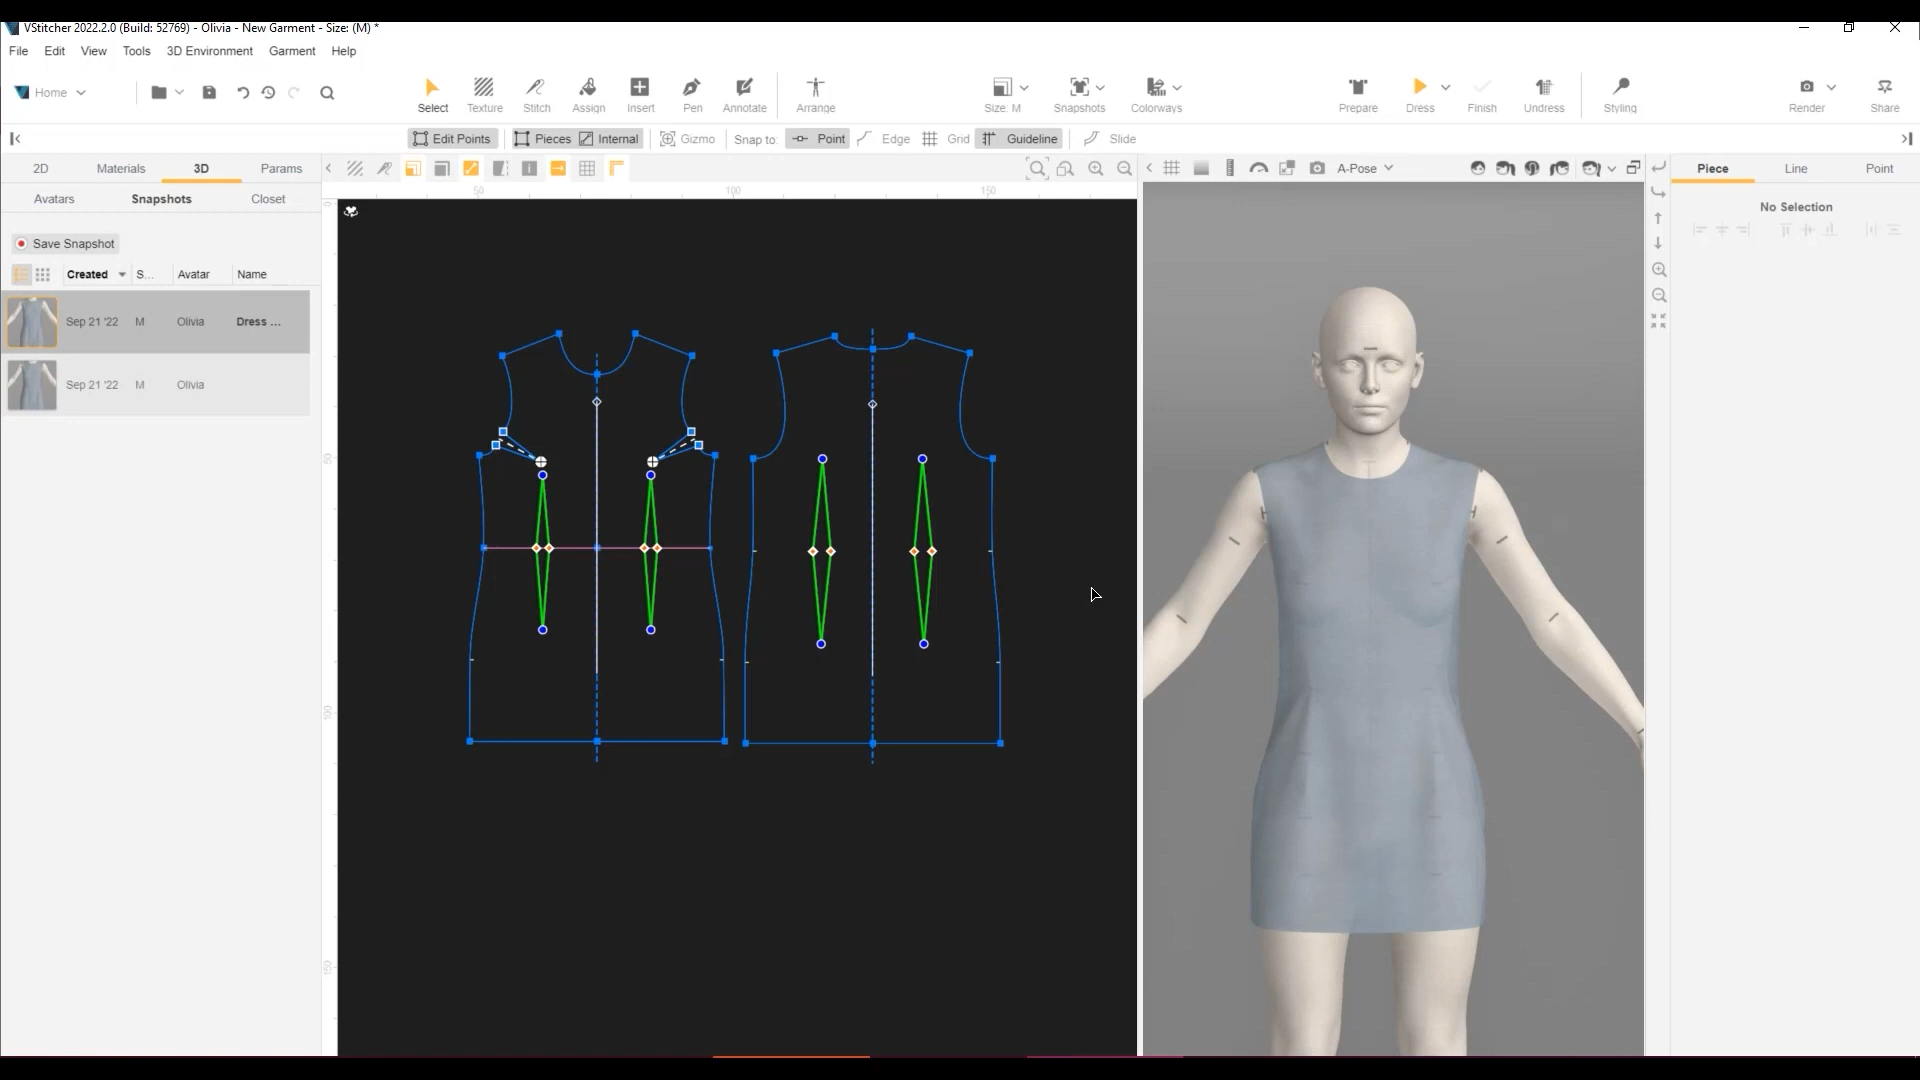 VStitcher 2022.2.0 (Build: 52769) - Olivia - New Garment - Size: (M) *
File Edit View Tools 3D Environment Garment Help
Home Select Texture Stitch Assign Insert Pen Annotate Arrange Size: M Snapshots Colorways Prepare Dress Finish Undress Styling Render Share
Edit Points Pieces Internal Gizmo Snap to: Point Edge Grid Guideline Slide
2D Materials 3D Params A-Pose Piece Line Point
50 100 150
Avatars Snapshots Closet
No Selection
Save Snapshot
Created S... Avatar Name
Sep 21 '22 M Olivia Dress ...
Sep 21 '22 M Olivia
0
50
100
150